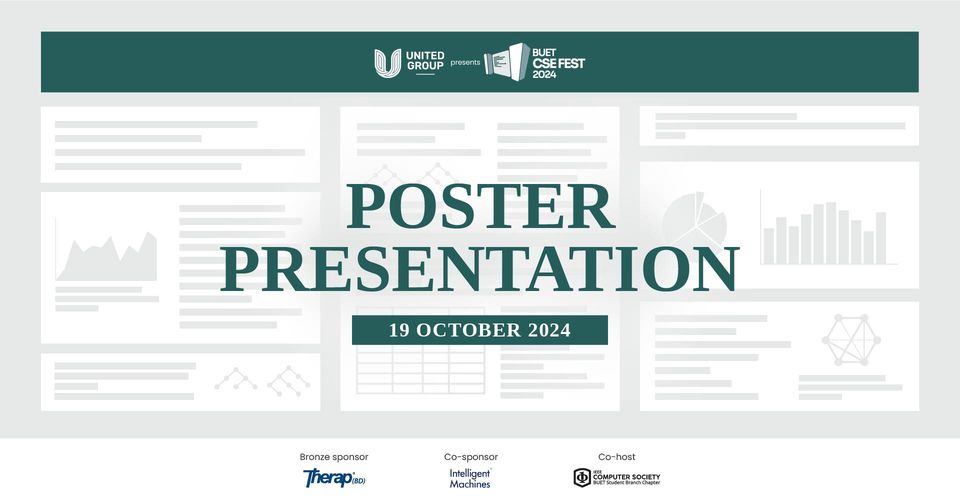 UNITED
GROUP
presents
BUET
CSE FEST
2024
POSTER
PRESENTATION
19 OCTOBER 2024
Bronze sponsor
Therap (BD)
Co-sponsor
Intelligent
Machines
Co-host
IEEE
COMPUTER SOCIETY
BUET Student Branch Chapter